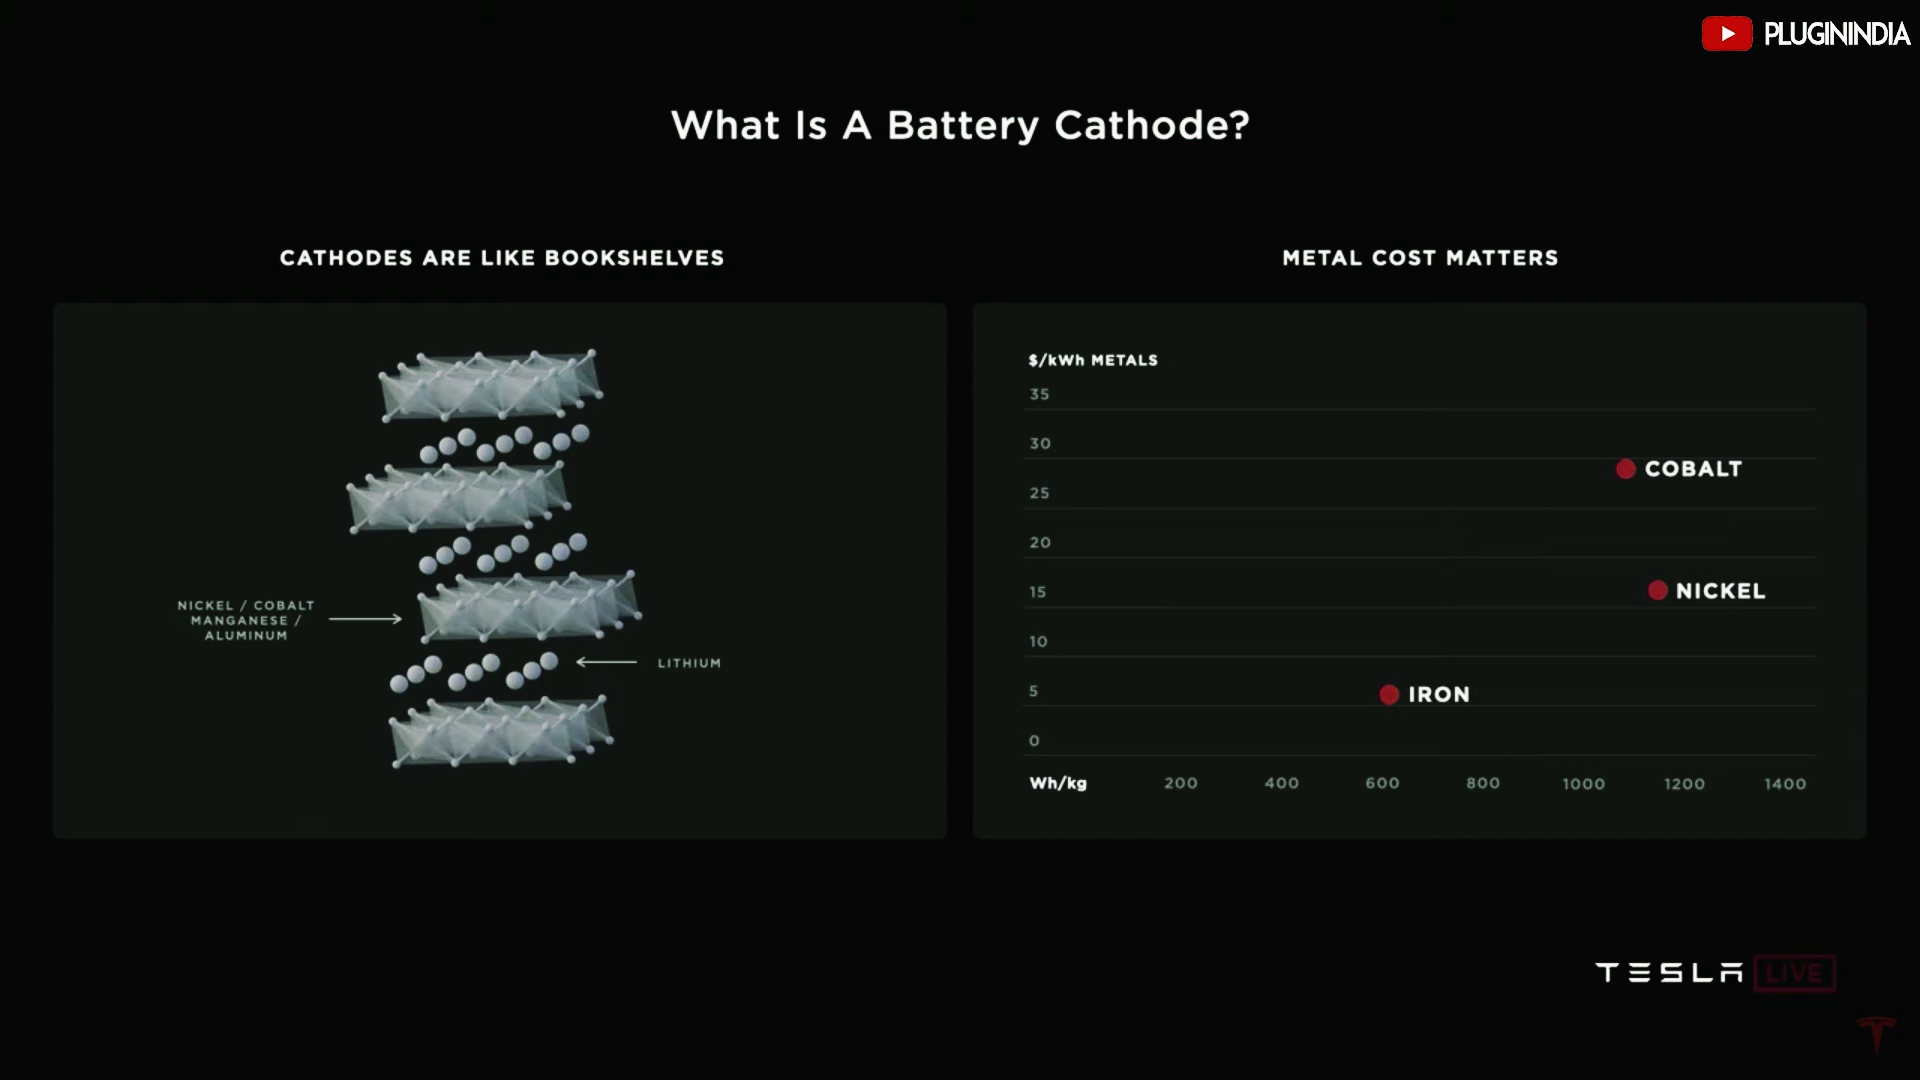 PLUGININDIA
What Is A Battery Cathode?
CATHODES ARE LIKE BOOKSHELVES
NICKEL / COBALT
MANGANESE /
ALUMINUM
LITHIUM
METAL COST MATTERS
$/kWh METALS
35
30
25
20
15
10
5
0
COBALT
NICKEL
IRON
Wh/kg 200 400 600 800 1000 1200 1400
TESLA LIVE